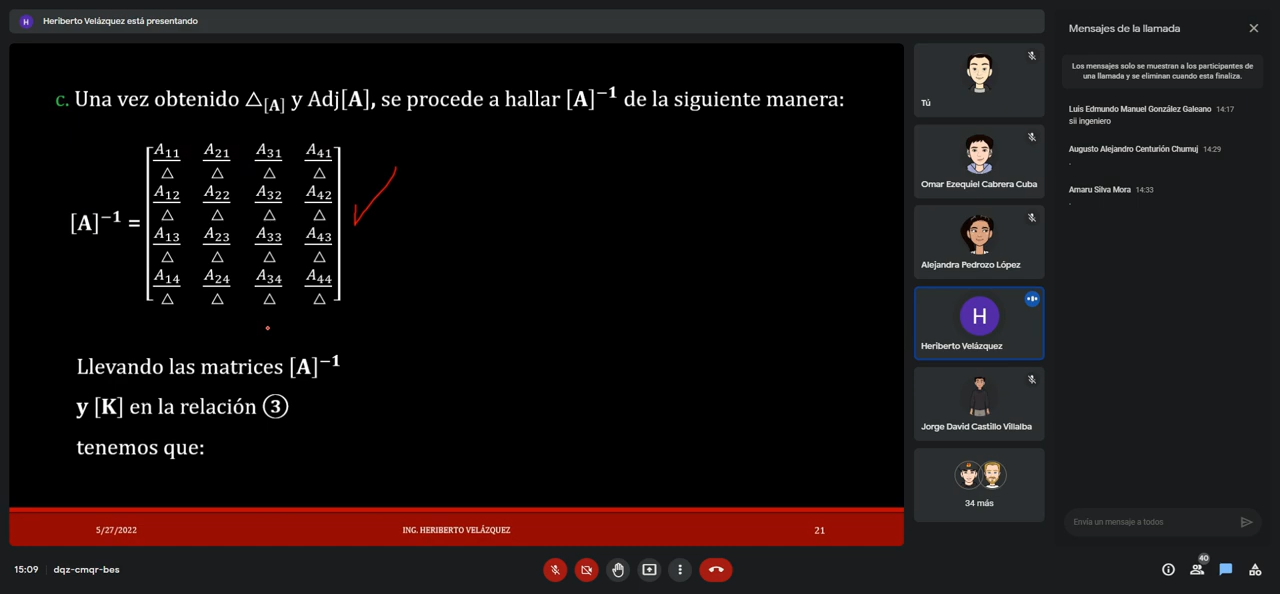 H Heriberto Velázquez está presentando
c. Una vez obtenido △[A] y Adj[A], se procede a hallar [A]⁻¹ de la siguiente manera:
A₁₁ A₂₁ A₃₁ A₄₁
△ △ △ △
A₁₂ A₂₂ A₃₂ A₄₂
[A]⁻¹ =
△ △ △ △
A₁₃ A₂₃ A₃₃ A₄₃
△ △ △ △
A₁₄ A₂₄ A₃₄ A₄₄
△ △ △ △
Llevando las matrices [A]⁻¹
y [K] en la relación ③
tenemos que:
5/27/2022 ING. HERIBERTO VELÁZQUEZ 21
Tú
Omar Ezequiel Cabrera Cuba
Alejandra Pedrozo López
H
Heriberto Velázquez
Jorge David Castillo Villalba
34 más
Mensajes de la llamada
Los mensajes solo se muestran a los participantes de
una llamada y se eliminan cuando esta finaliza.
Luis Edmundo Manuel González Galeano 14:17
sii ingeniero
Augusto Alejandro Centurión Chumuj 14:29
.
Amaru Silva Mora 14:33
.
Envía un mensaje a todos
15:09 dqz-cmqr-bes
40